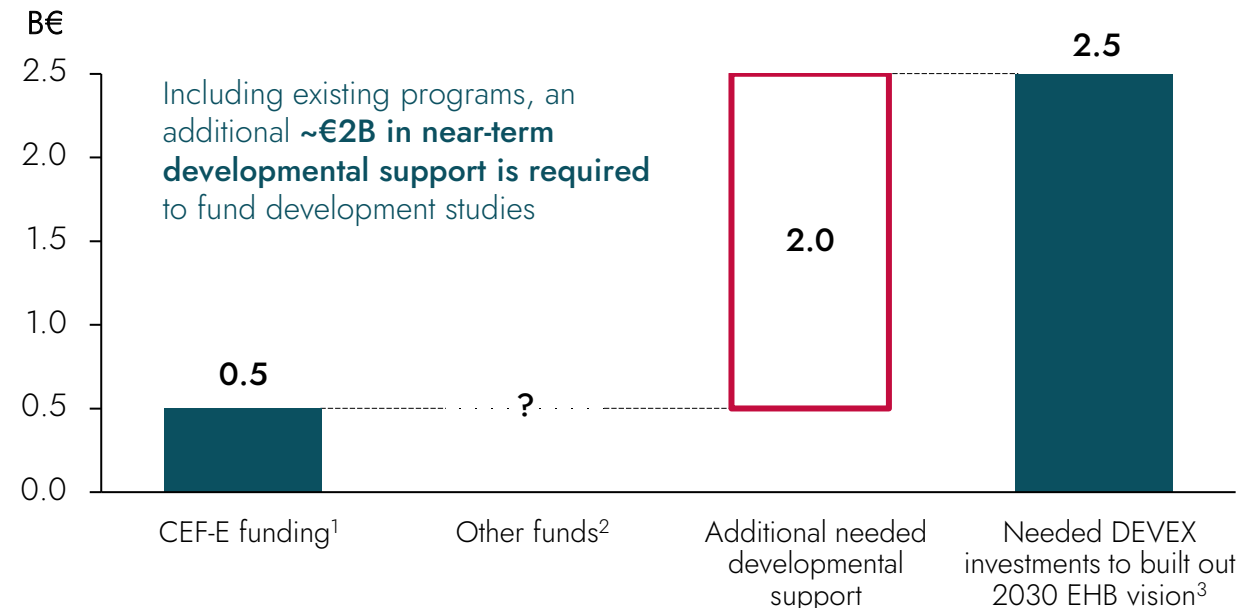 B€
2.5
2.0
1.5
1.0
0.5
0.0
Including existing programs, an
additional ~€2B in near-term
developmental support is required
to fund development studies
0.5
?
2.0
2.5
CEF-E funding¹
Other funds²
Additional needed
developmental
support
Needed DEVEX
investments to built out
2030 EHB vision³